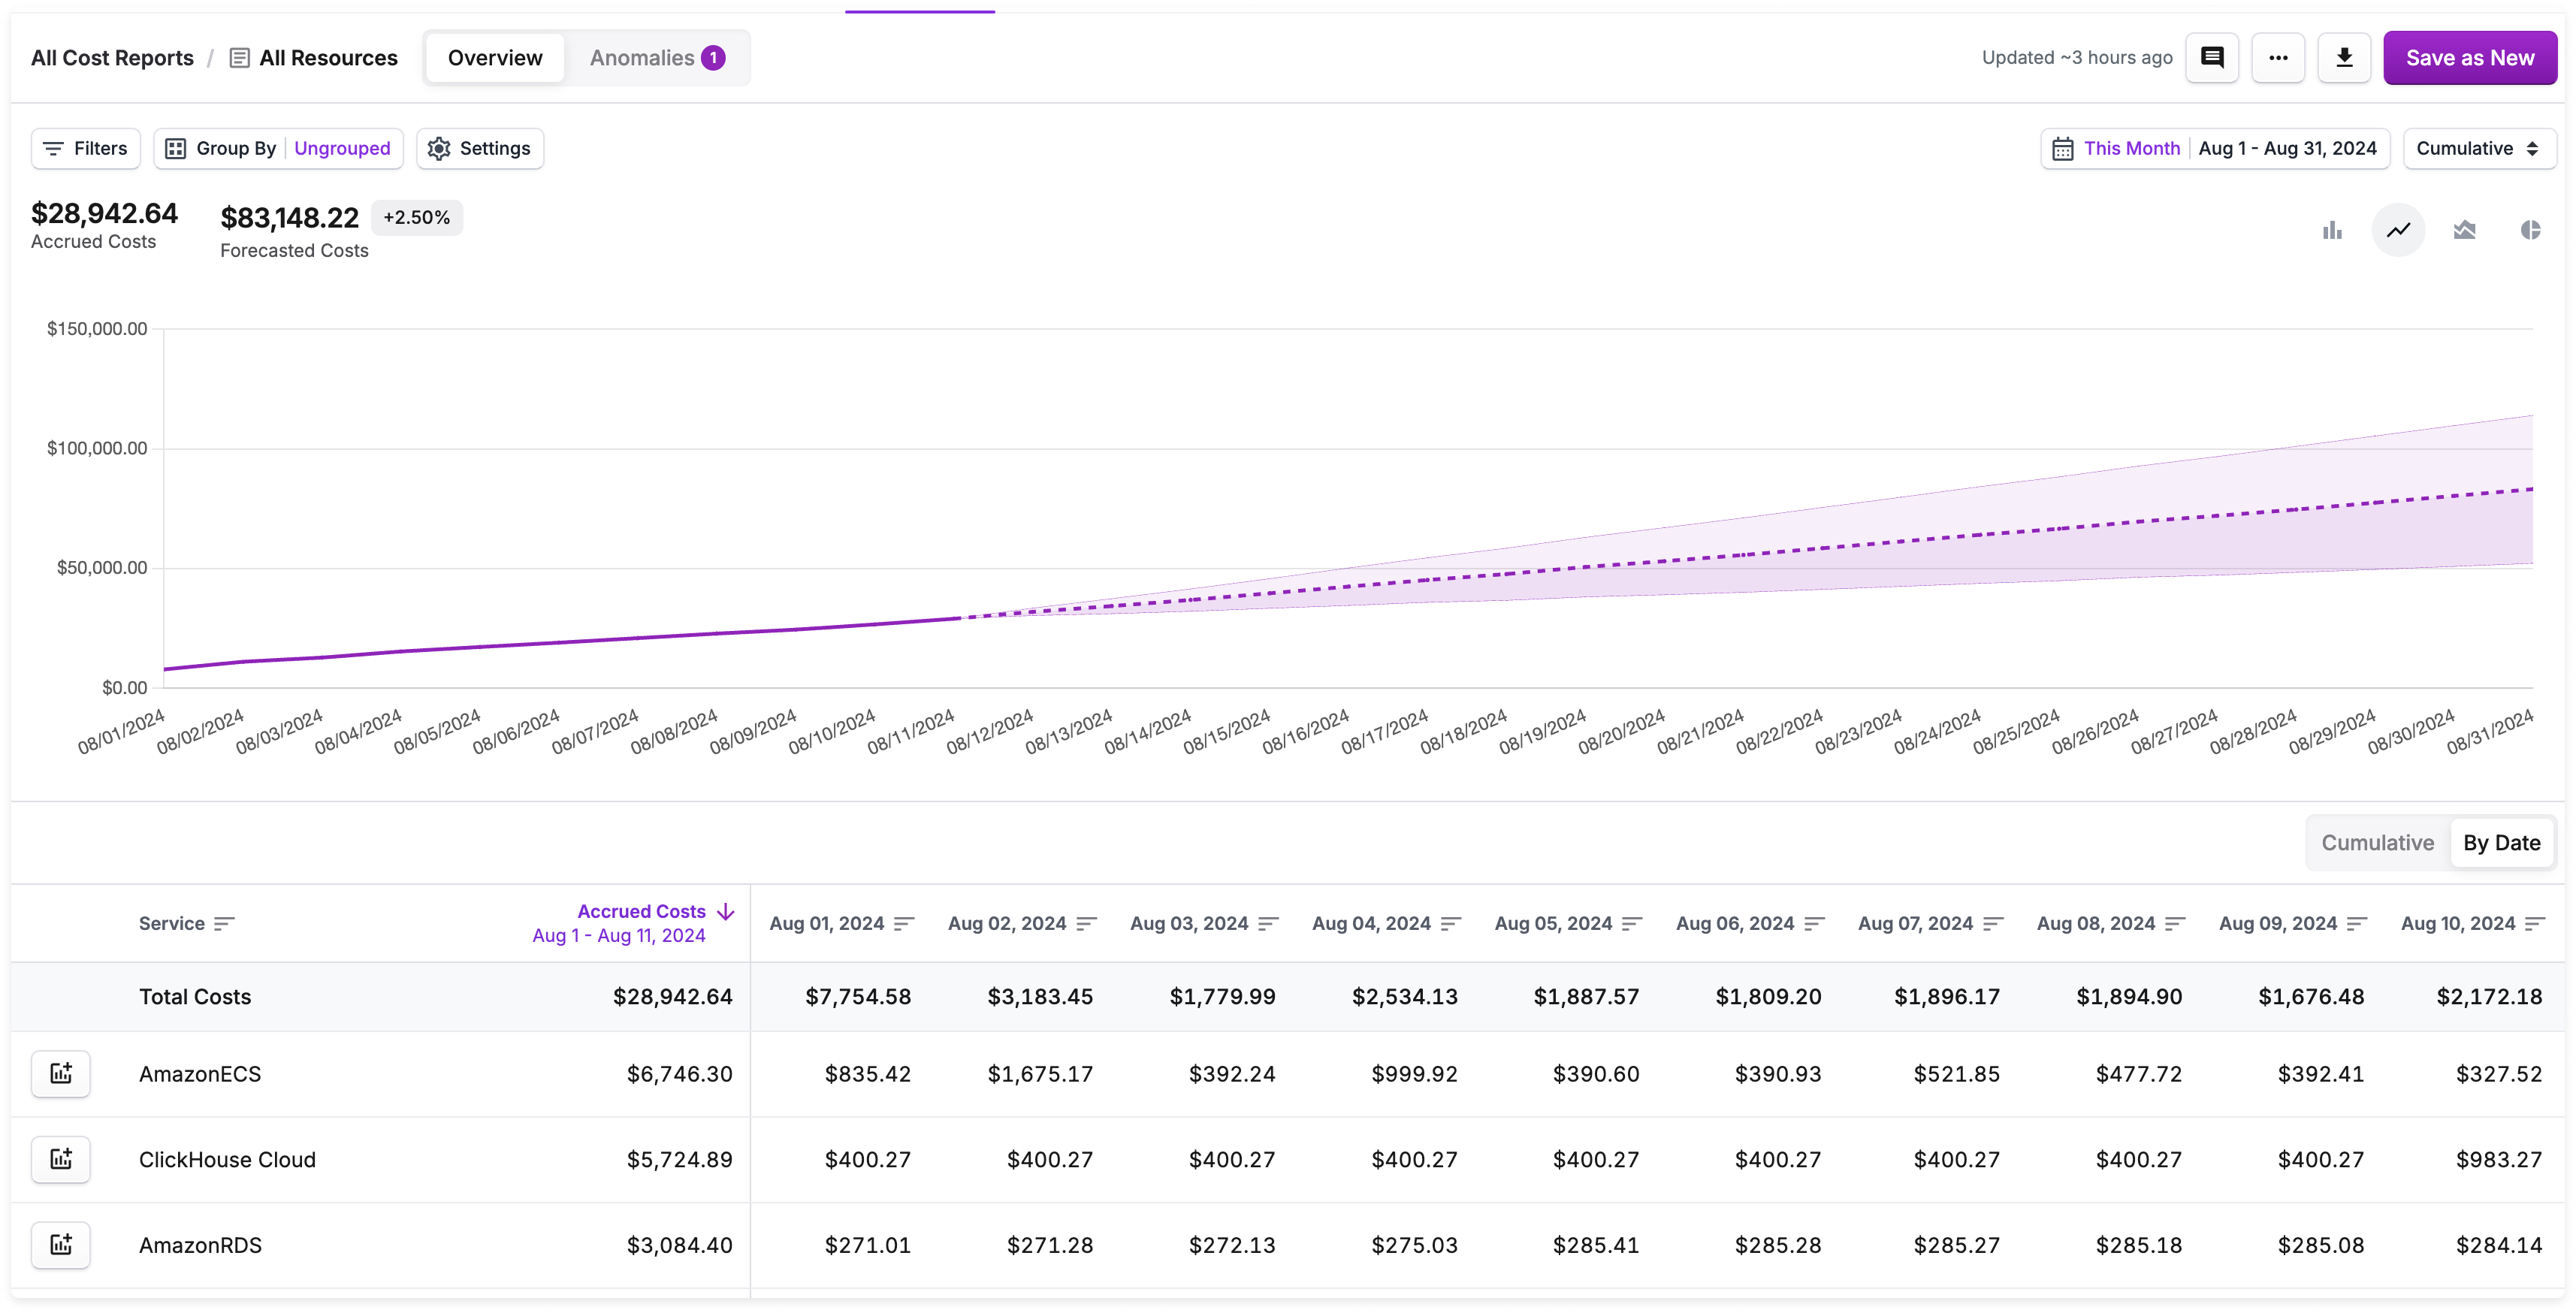 All Cost Reports / All Resources Overview Anomalies 1 Updated ~3 hours ago Save as New
Filters Group By Ungrouped Settings This Month Aug 1 - Aug 31, 2024 Cumulative
$28,942.64 $83,148.22 +2.50%
Accrued Costs Forecasted Costs
$150,000.00
$100,000.00
$50,000.00
$0.00
08/01/2024 08/02/2024 08/03/2024 08/04/2024 08/05/2024 08/06/2024 08/07/2024 08/08/2024 08/09/2024 08/10/2024 08/11/2024 08/12/2024 08/13/2024 08/14/2024 08/15/2024 08/16/2024 08/17/2024 08/18/2024 08/19/2024 08/20/2024 08/21/2024 08/22/2024 08/23/2024 08/24/2024 08/25/2024 08/26/2024 08/27/2024 08/28/2024 08/29/2024 08/30/2024 08/31/2024
Cumulative By Date
Service Accrued Costs Aug 01, 2024 Aug 02, 2024 Aug 03, 2024 Aug 04, 2024 Aug 05, 2024 Aug 06, 2024 Aug 07, 2024 Aug 08, 2024 Aug 09, 2024 Aug 10, 2024
Aug 1 - Aug 11, 2024
Total Costs $28,942.64 $7,754.58 $3,183.45 $1,779.99 $2,534.13 $1,887.57 $1,809.20 $1,896.17 $1,894.90 $1,676.48 $2,172.18
AmazonECS $6,746.30 $835.42 $1,675.17 $392.24 $999.92 $390.60 $390.93 $521.85 $477.72 $392.41 $327.52
ClickHouse Cloud $5,724.89 $400.27 $400.27 $400.27 $400.27 $400.27 $400.27 $400.27 $400.27 $400.27 $983.27
AmazonRDS $3,084.40 $271.01 $271.28 $272.13 $275.03 $285.41 $285.28 $285.27 $285.18 $285.08 $284.14